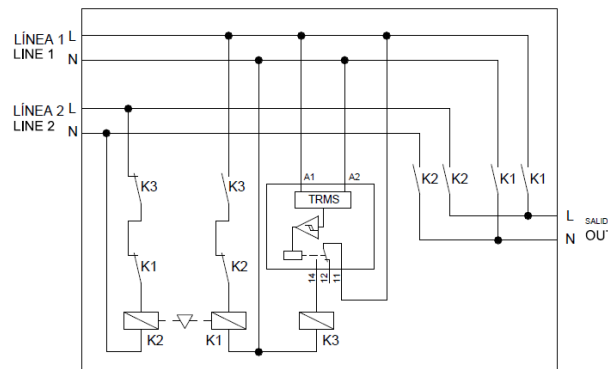 LÍNEA 1 L
LINE 1 N
LÍNEA 2 L
LINE 2 N
A1 A2
K3 K3 TRMS K2 K2 K1 K1
L
OUT
N
K1 K2
14 12 11
K2 K1 K3